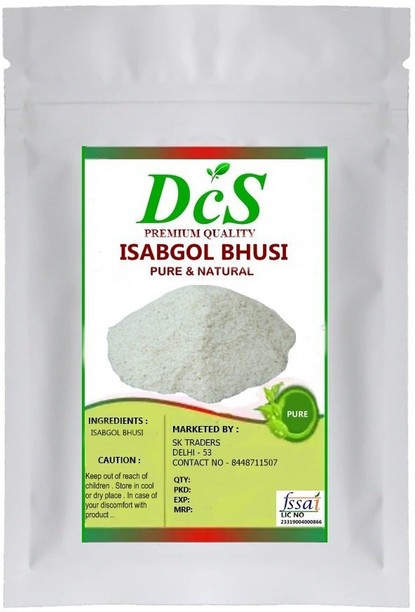 DcS
PREMIUM QUALITY
ISABGOL BHUSI
PURE & NATURAL
PURE
INGREDIENTS :
ISABGOL BHUSI
CAUTION :
Keep out of reach of
children . Store in cool
or dry place . In case of
your discomfort with
product ..
MARKETED BY :
SK TRADERS
DELHI - 53
CONTACT NO - 8448711507
QTY:
PKD:
EXP:
MRP:
fssai
LIC NO
23319004000866